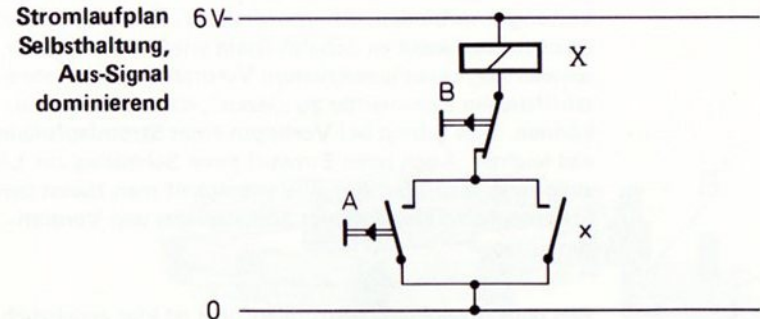 Stromlaufplan
Selbsthaltung,
Aus-Signal
dominierend
6V
X
B
A
x
0